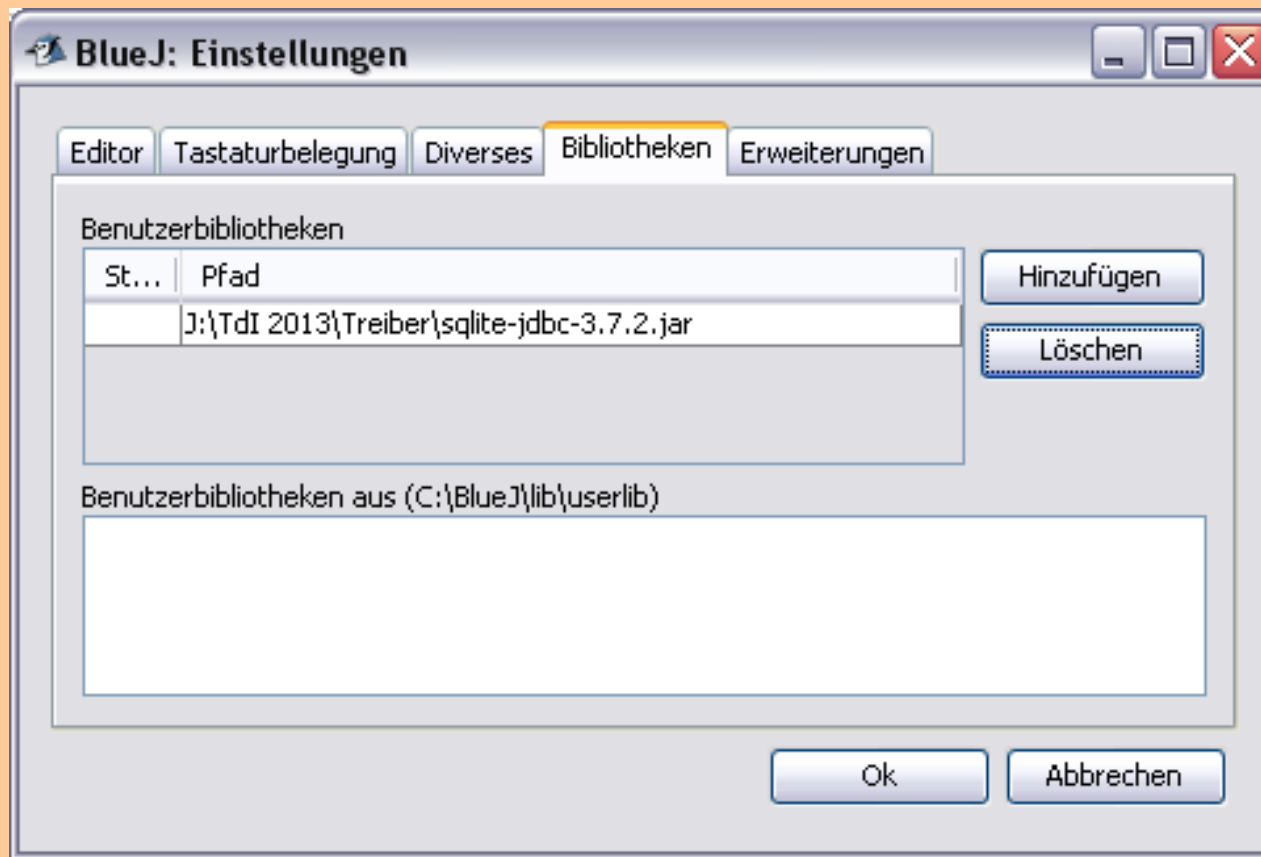 BlueJ: Einstellungen
Editor Tastaturbelegung Diverses Bibliotheken Erweiterungen
Benutzerbibliotheken
St... Pfad Hinzufügen
J:\TdI 2013\Treiber\sqlite-jdbc-3.7.2.jar
Löschen
Benutzerbibliotheken aus (C:\BlueJ\lib\userlib)
Ok Abbrechen